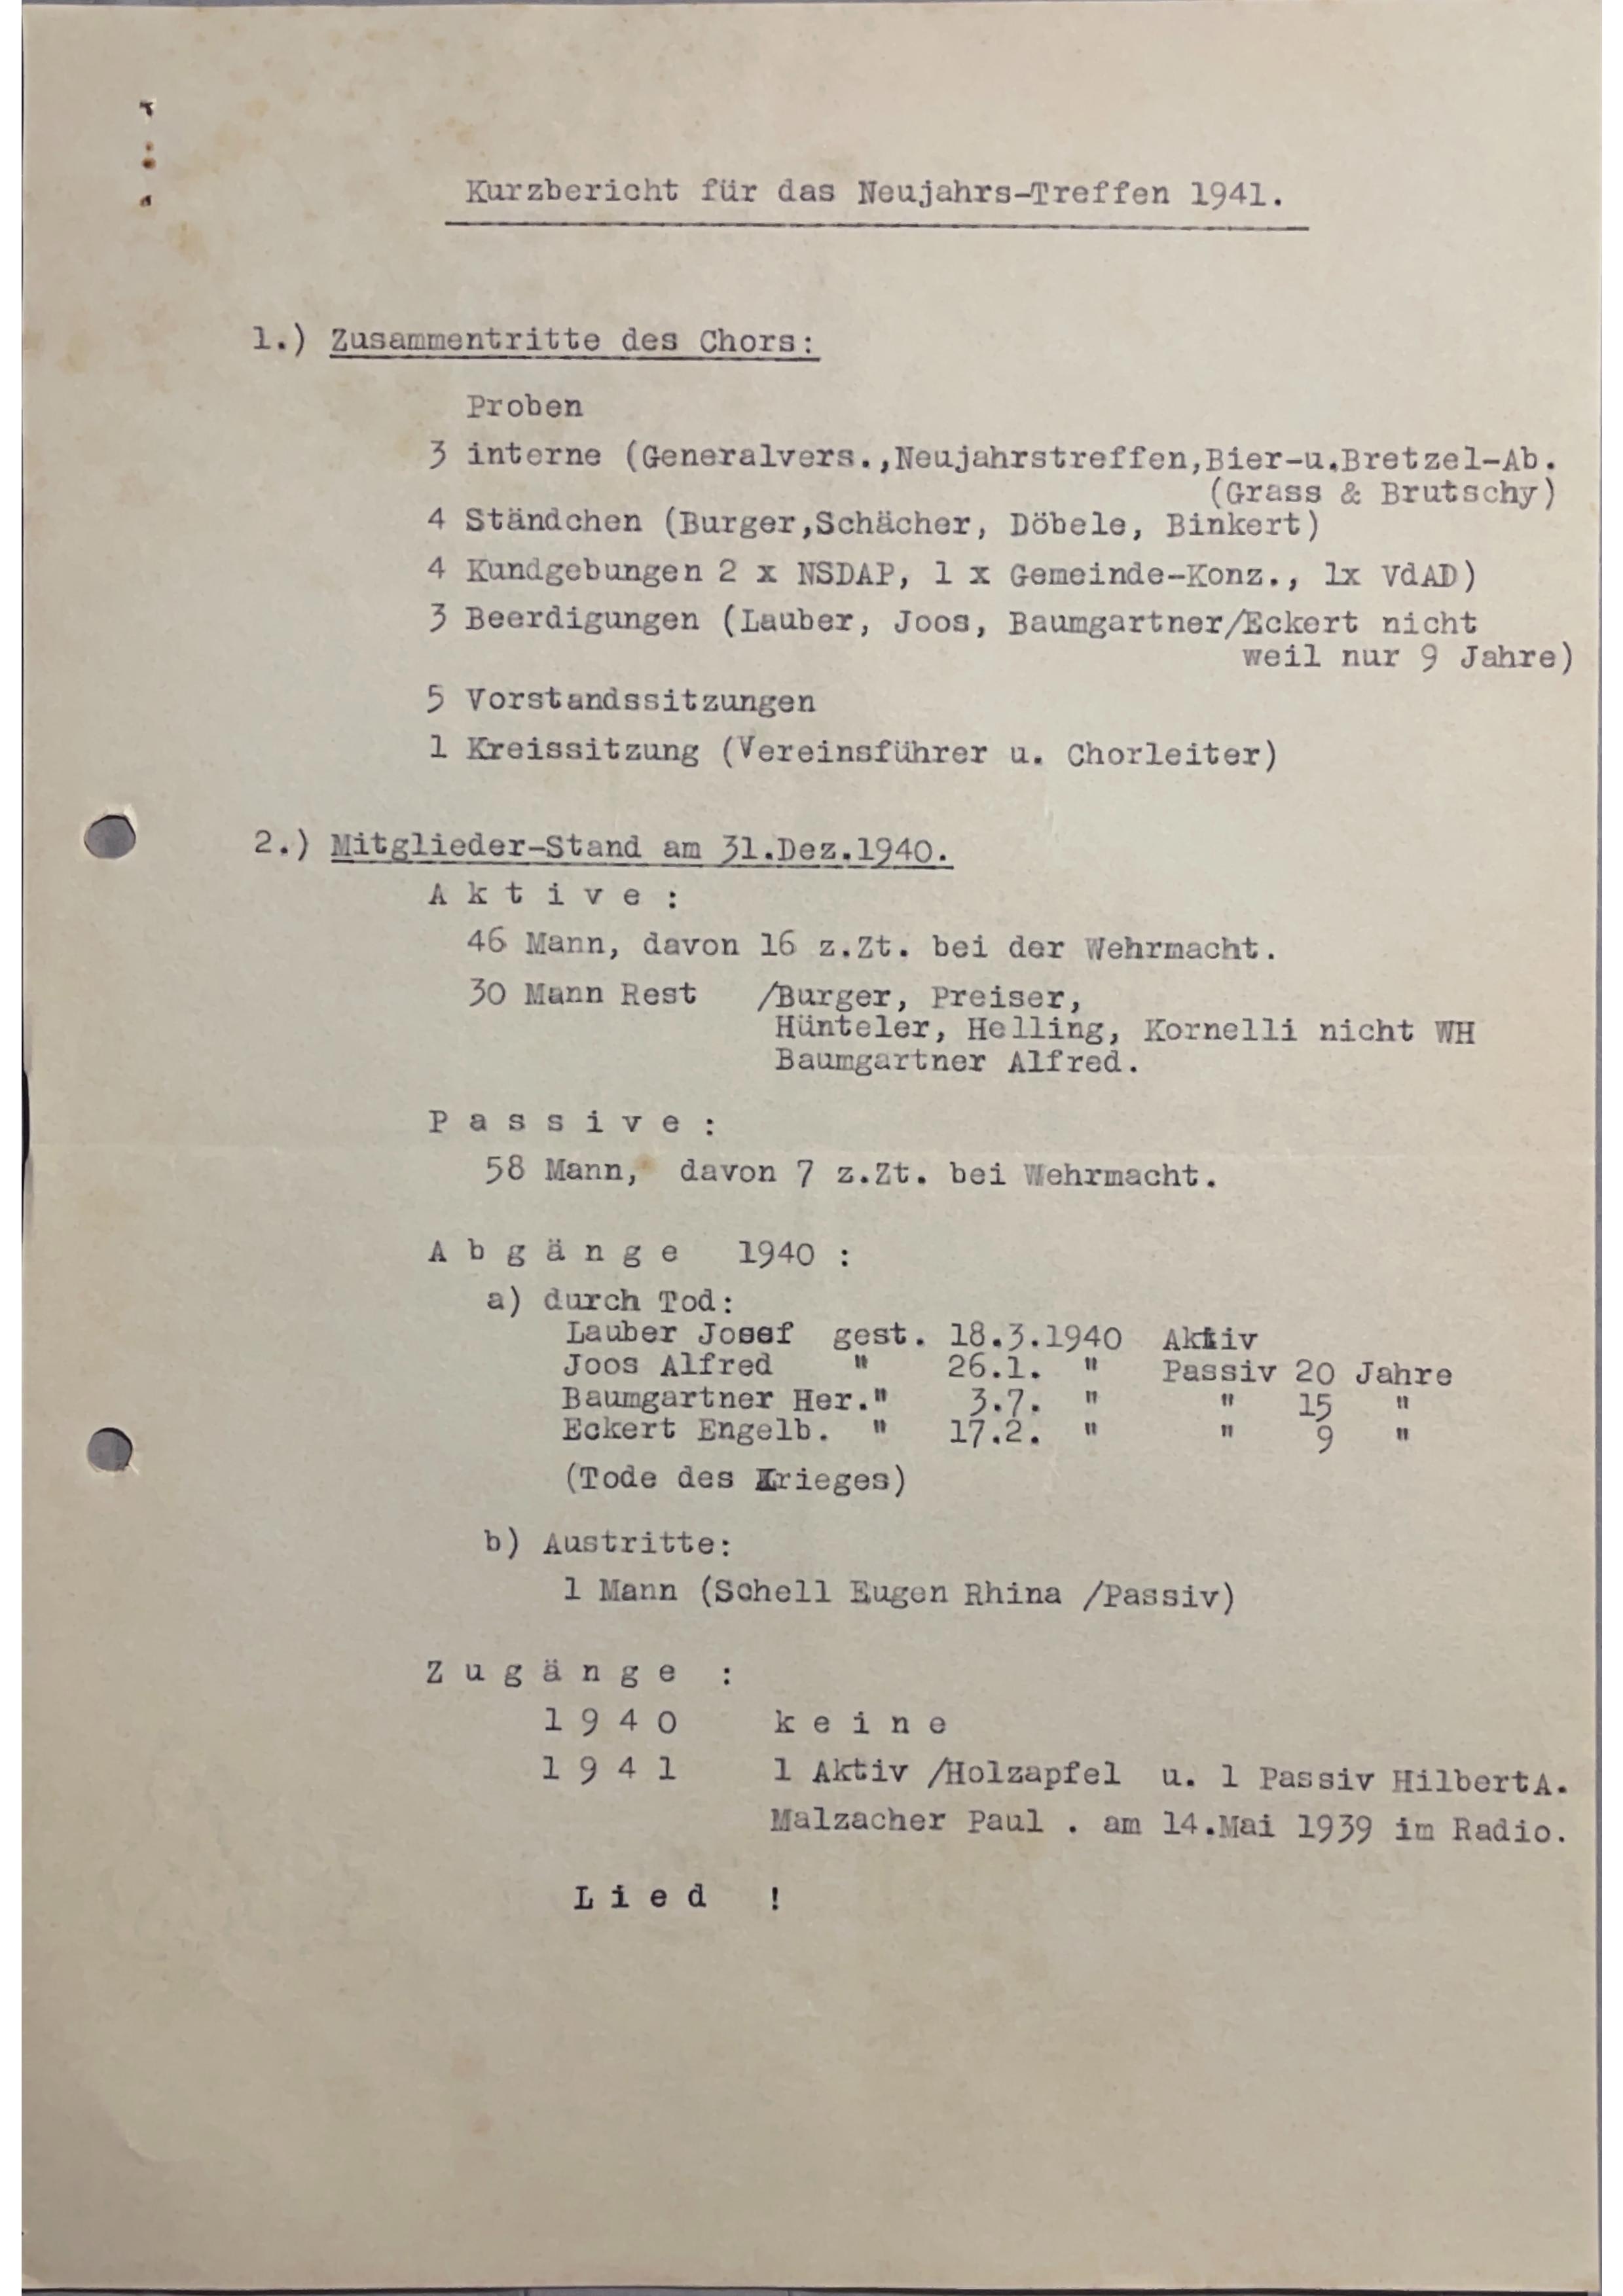 Kurzbericht für das Neujahrs-Treffen 1941.
1.) Zusammentritte des Chors:
Proben
3 interne (Generalvers.,Neujahrstreffen,Bier-u.Bretzel-Ab.
(Grass & Brutschy)
4 Ständchen (Burger,Schächer, Döbele, Binkert)
4 Kundgebungen 2 x NSDAP, 1 x Gemeinde-Konz., 1x VdAD)
3 Beerdigungen (Lauber, Joos, Baumgartner/Eckert nicht
weil nur 9 Jahre)
5 Vorstandssitzungen
1 Kreissitzung (Vereinsführer u. Chorleiter)
2.) Mitglieder-Stand am 31.Dez.1940.
A k t i v e :
46 Mann, davon 16 z.Zt. bei der Wehrmacht.
30 Mann Rest /Burger, Preiser,
Hünteler, Helling, Kornelli nicht WH
Baumgartner Alfred.
P a s s i v e :
58 Mann, davon 7 z.Zt. bei Wehrmacht.
A b g ä n g e 1940 :
a) durch Tod:
Lauber Josef gest. 18.3.1940 Aktiv
Joos Alfred " 26.1. " Passiv 20 Jahre
Baumgartner Her." 3.7. " " 15 "
Eckert Engelb. " 17.2. " " 9 "
(Tode des Krieges)
b) Austritte:
1 Mann (Schell Eugen Rhina /Passiv)
Z u g ä n g e :
1 9 4 0 k e i n e
1 9 4 1 1 Aktiv /Holzapfel u. 1 Passiv HilbertA.
Malzacher Paul . am 14.Mai 1939 im Radio.
L i e d !